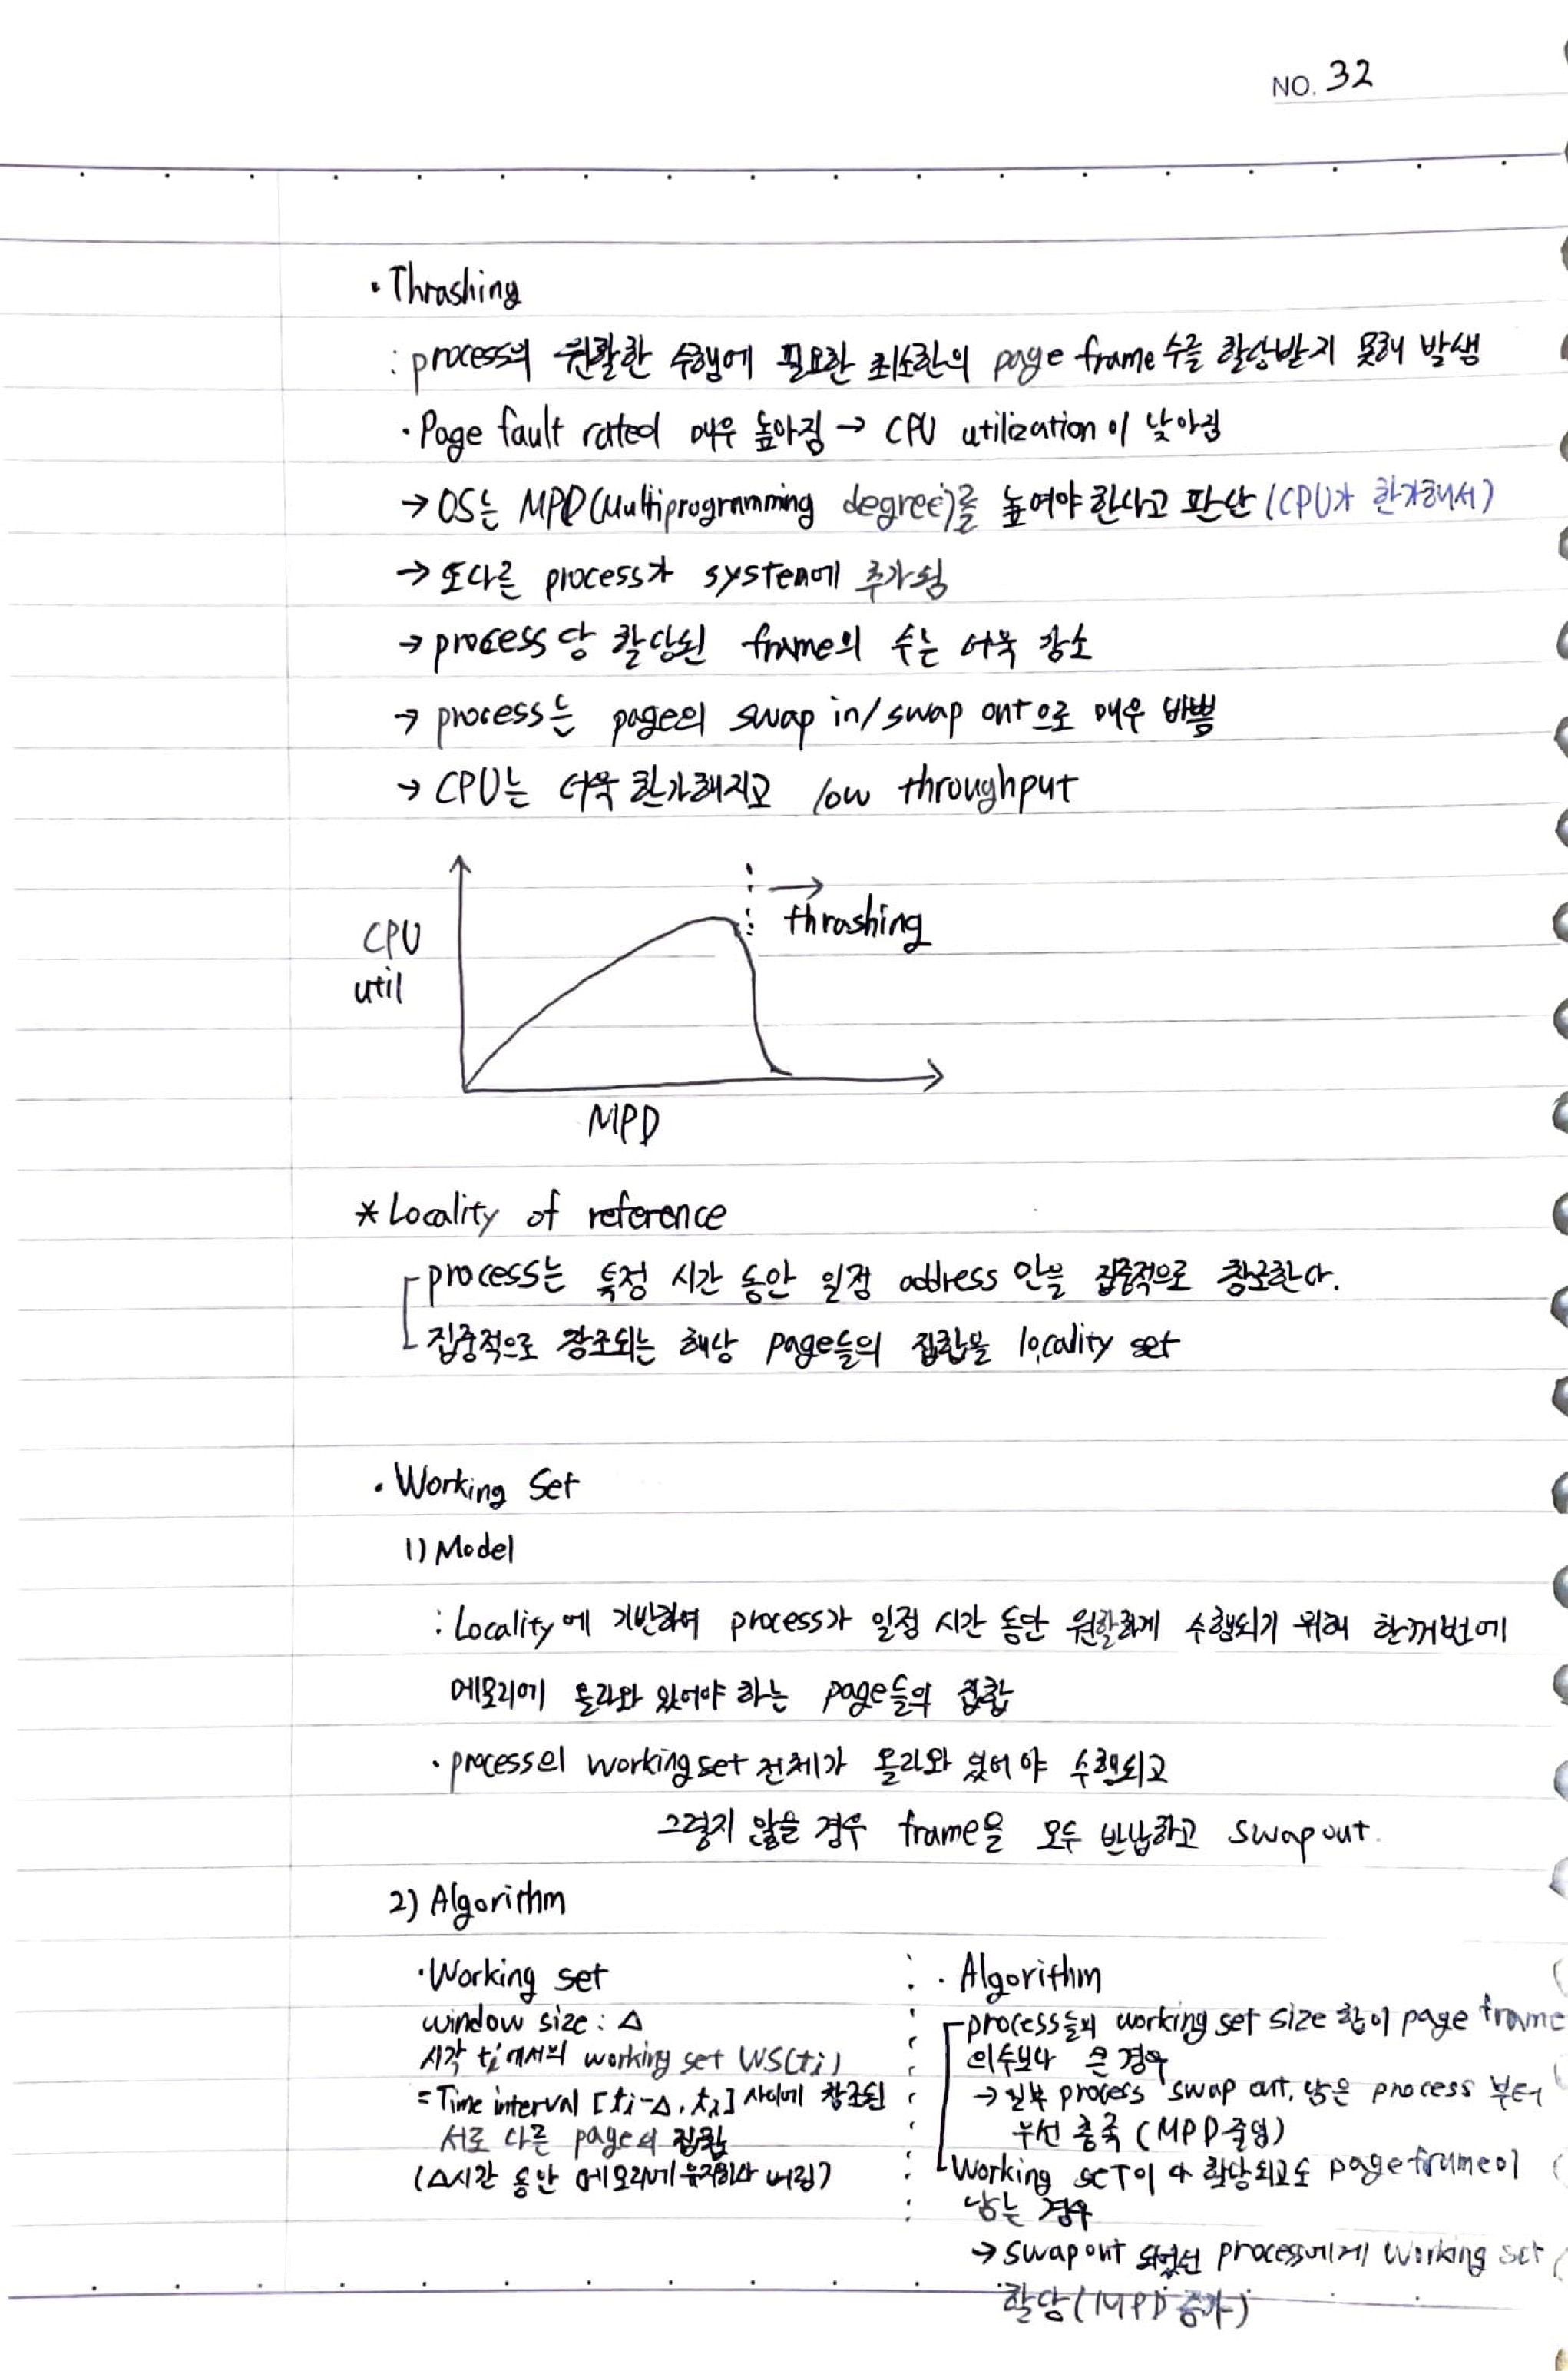 NO. 32
• Thrashing
: process의 원활한 수행에 필요한 최소한의 page frame 수를 할당받지 못해 발생
• Page fault rate이 매우 높아짐 → CPU utilization이 낮아짐
→ OS는 MPD(Multiprogramming degree)를 높여야 한다고 판단 (CPU가 한가해서)
→ 또다른 process가 system에 추가됨
→ process 당 할당된 frame의 수는 더욱 감소
→ process는 page의 swap in/swap out으로 매우 바쁨
→ CPU는 더욱 한가해지고 low throughput
→
thrashing
CPU
util
MPD
* Locality of reference
process는 특정 시간 동안 일정 address 만을 집중적으로 참조한다.
집중적으로 참조되는 해당 page들의 집합을 locality set
• Working Set
1) Model
: Locality에 기반하여 process가 일정 시간 동안 원활하게 수행되기 위해 한꺼번에
메모리에 올라와 있어야 하는 page들의 집합
• process의 working set 전체가 올라와 있어야 수행되고
그렇지 않을 경우 frame을 모두 반납하고 swap out.
2) Algorithm
• Working set
window size : Δ
시각 ti에서의 working set WS(ti)
= Time interval [ti-Δ, ti] 사이에 참조된
서로 다른 page의 집합
(Δ시간 동안 메모리에 유지하다 버림)
• Algorithm
process들의 working set size 합이 page frame
의 수보다 큰 경우
→ 일부 process swap out, 남은 process 부터
우선 충족 (MPD 줄임)
Working set이 다 할당되고도 page frame이
남는 경우
→ swap out 되었던 process에게 working set
할당 (MPD 증가)